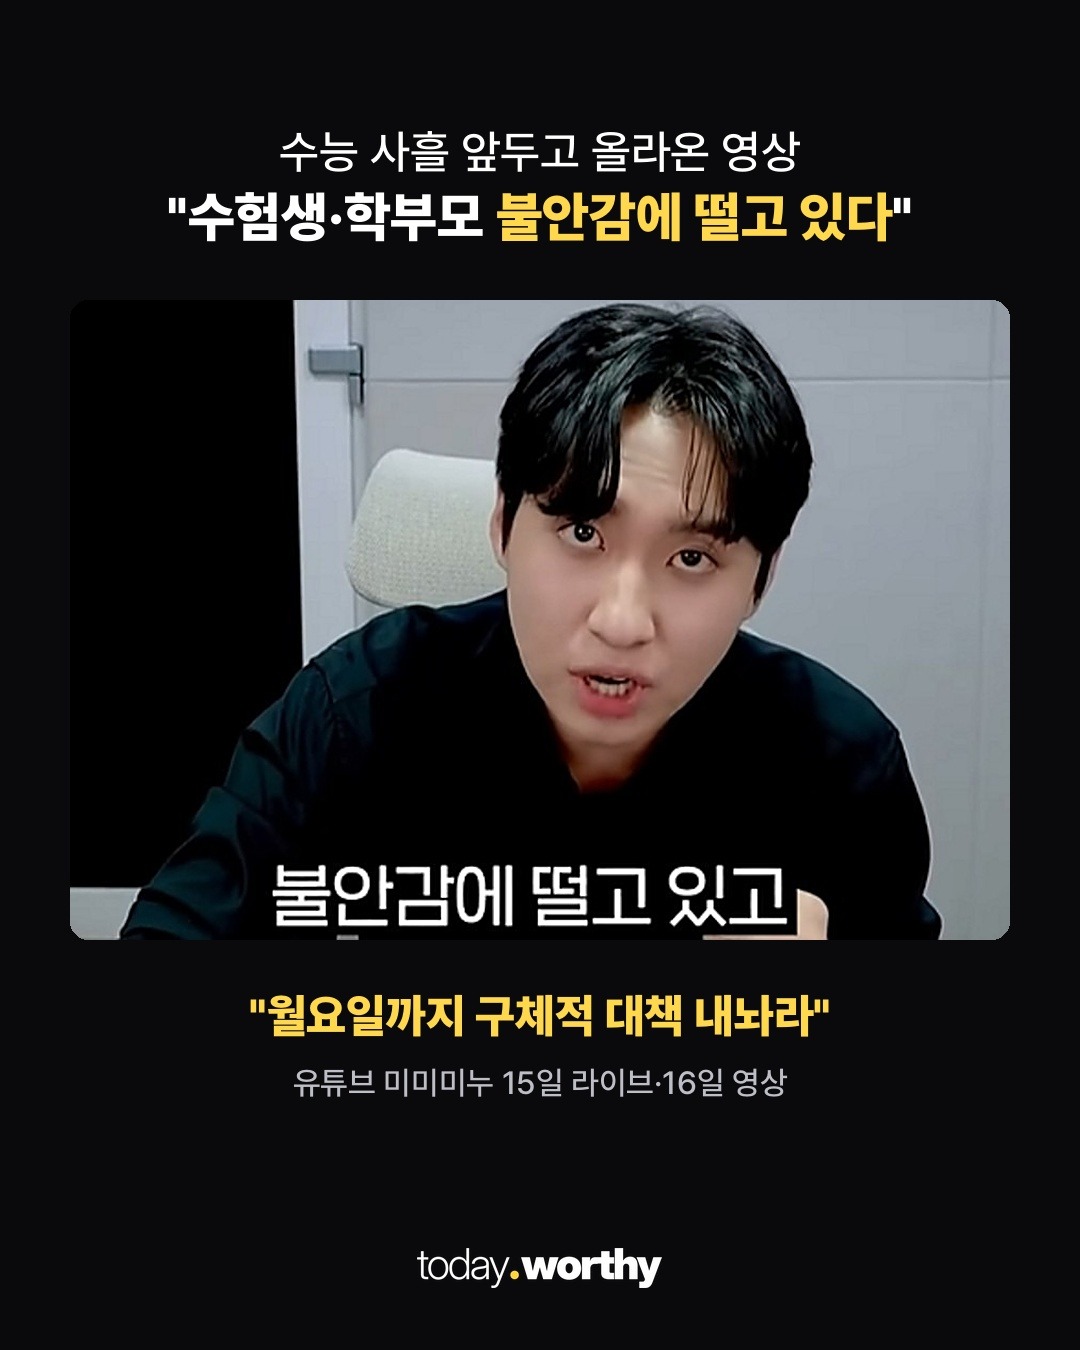 수능 사흘 앞두고 올라온 영상
"수험생·학부모 불안감에 떨고 있다"
불안감에 떨고 있고
"월요일까지 구체적 대책 내놔라"
유튜브 미미미누 15일 라이브·16일 영상
today.worthy